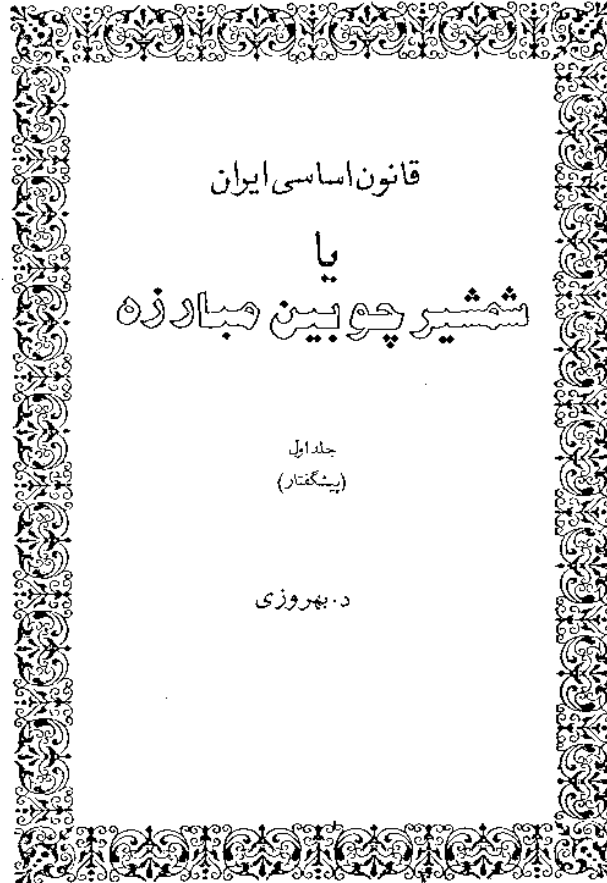 قانون اساسی ایران
یا
شمشیر چوبین مبارزه
جلد اول
(پیشگفتار)
د. بهروزی